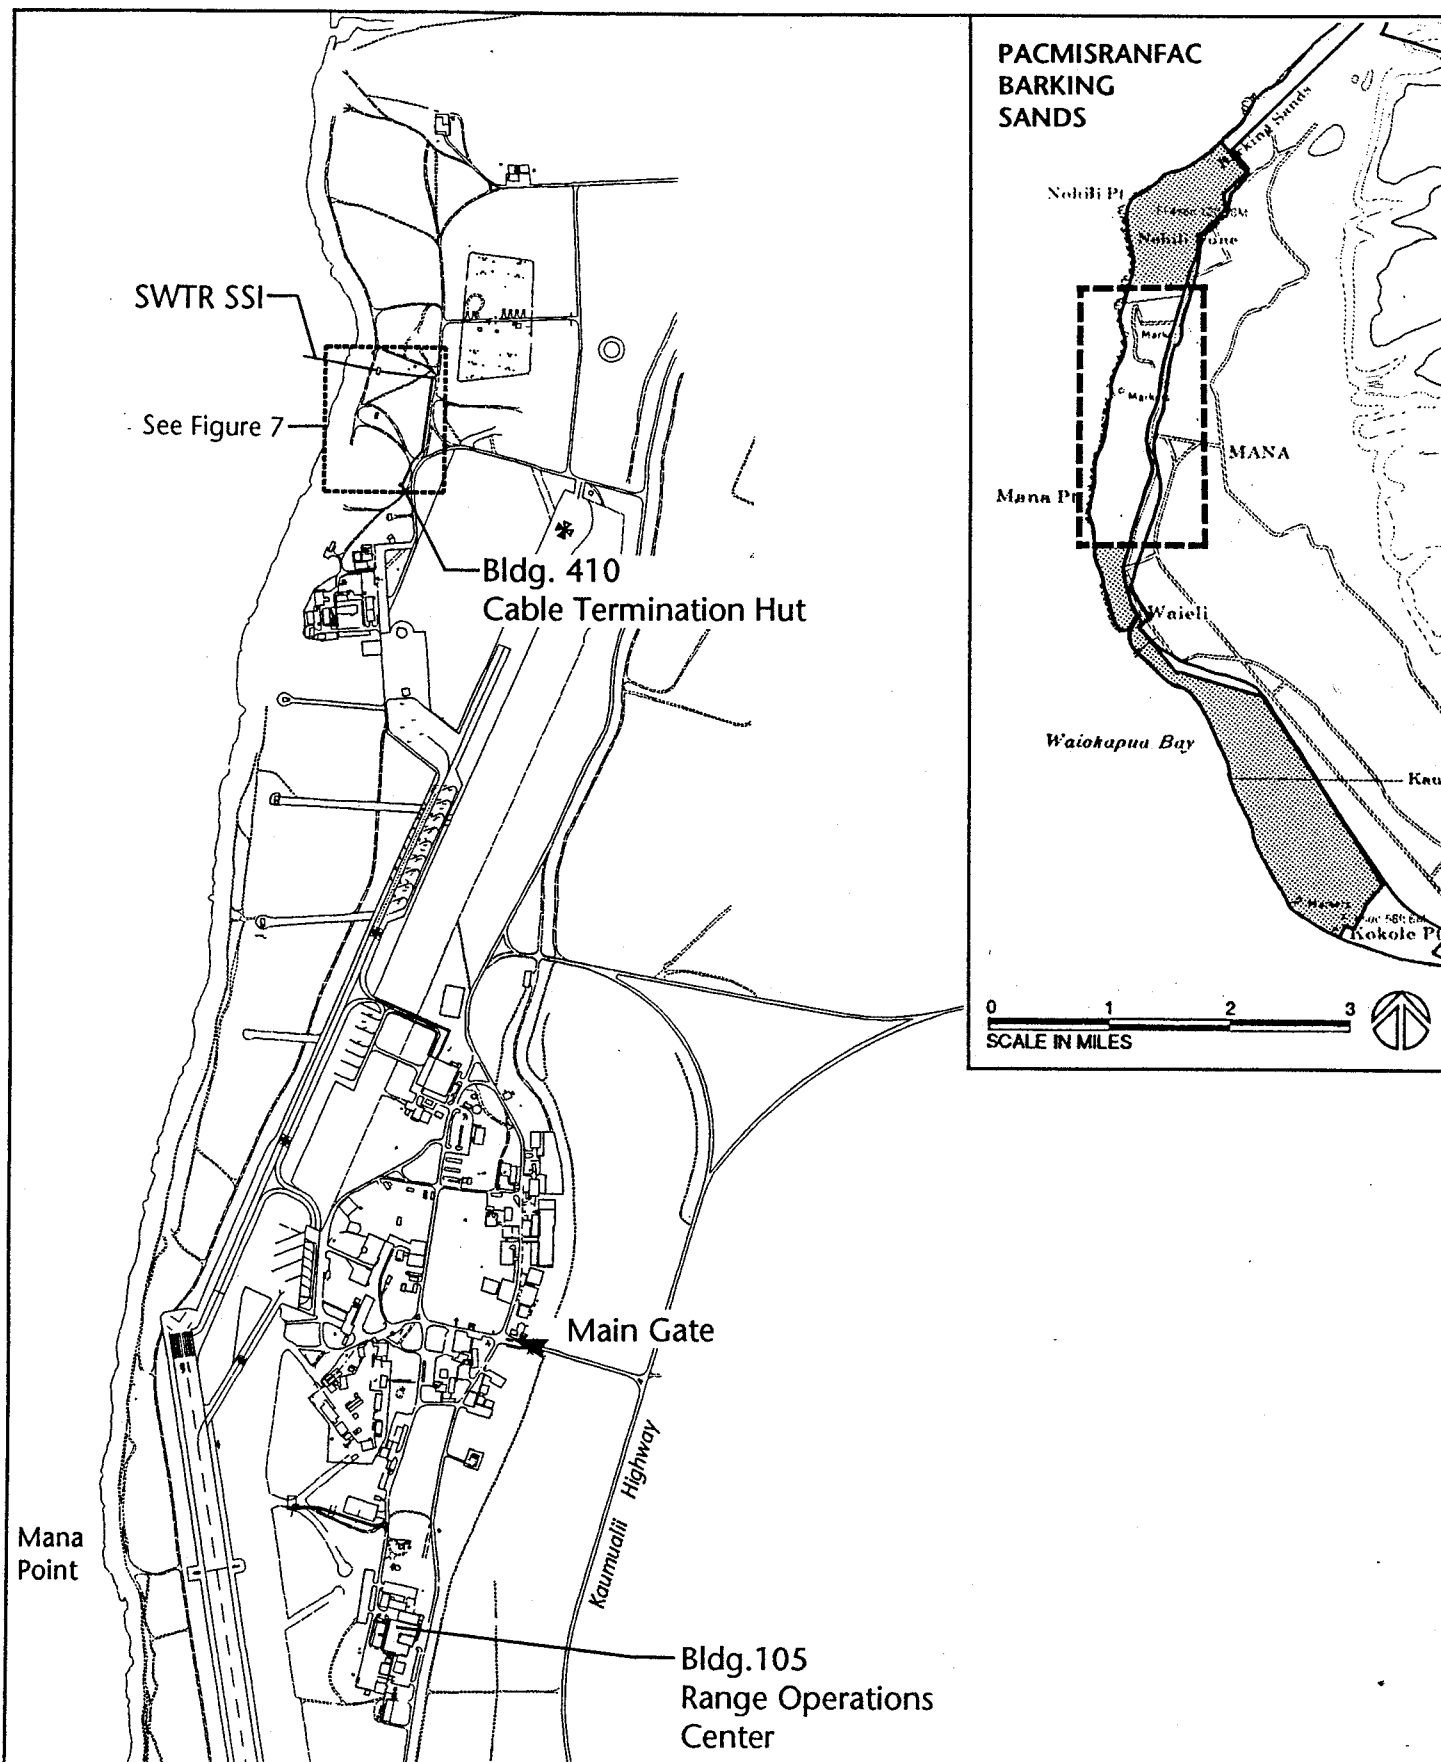 PACMISRANFAC
BARKING
SANDS
Nohili Pt
Nohili Dune
SWTR SSI
See Figure 7
MANA
Mana Pt
Bldg. 410
Cable Termination Hut
Waieli
Waiokapua Bay
Kau
Kokole Pt
0 1 2 3
SCALE IN MILES
Main Gate
Kaumualii Highway
Mana
Point
Bldg.105
Range Operations
Center